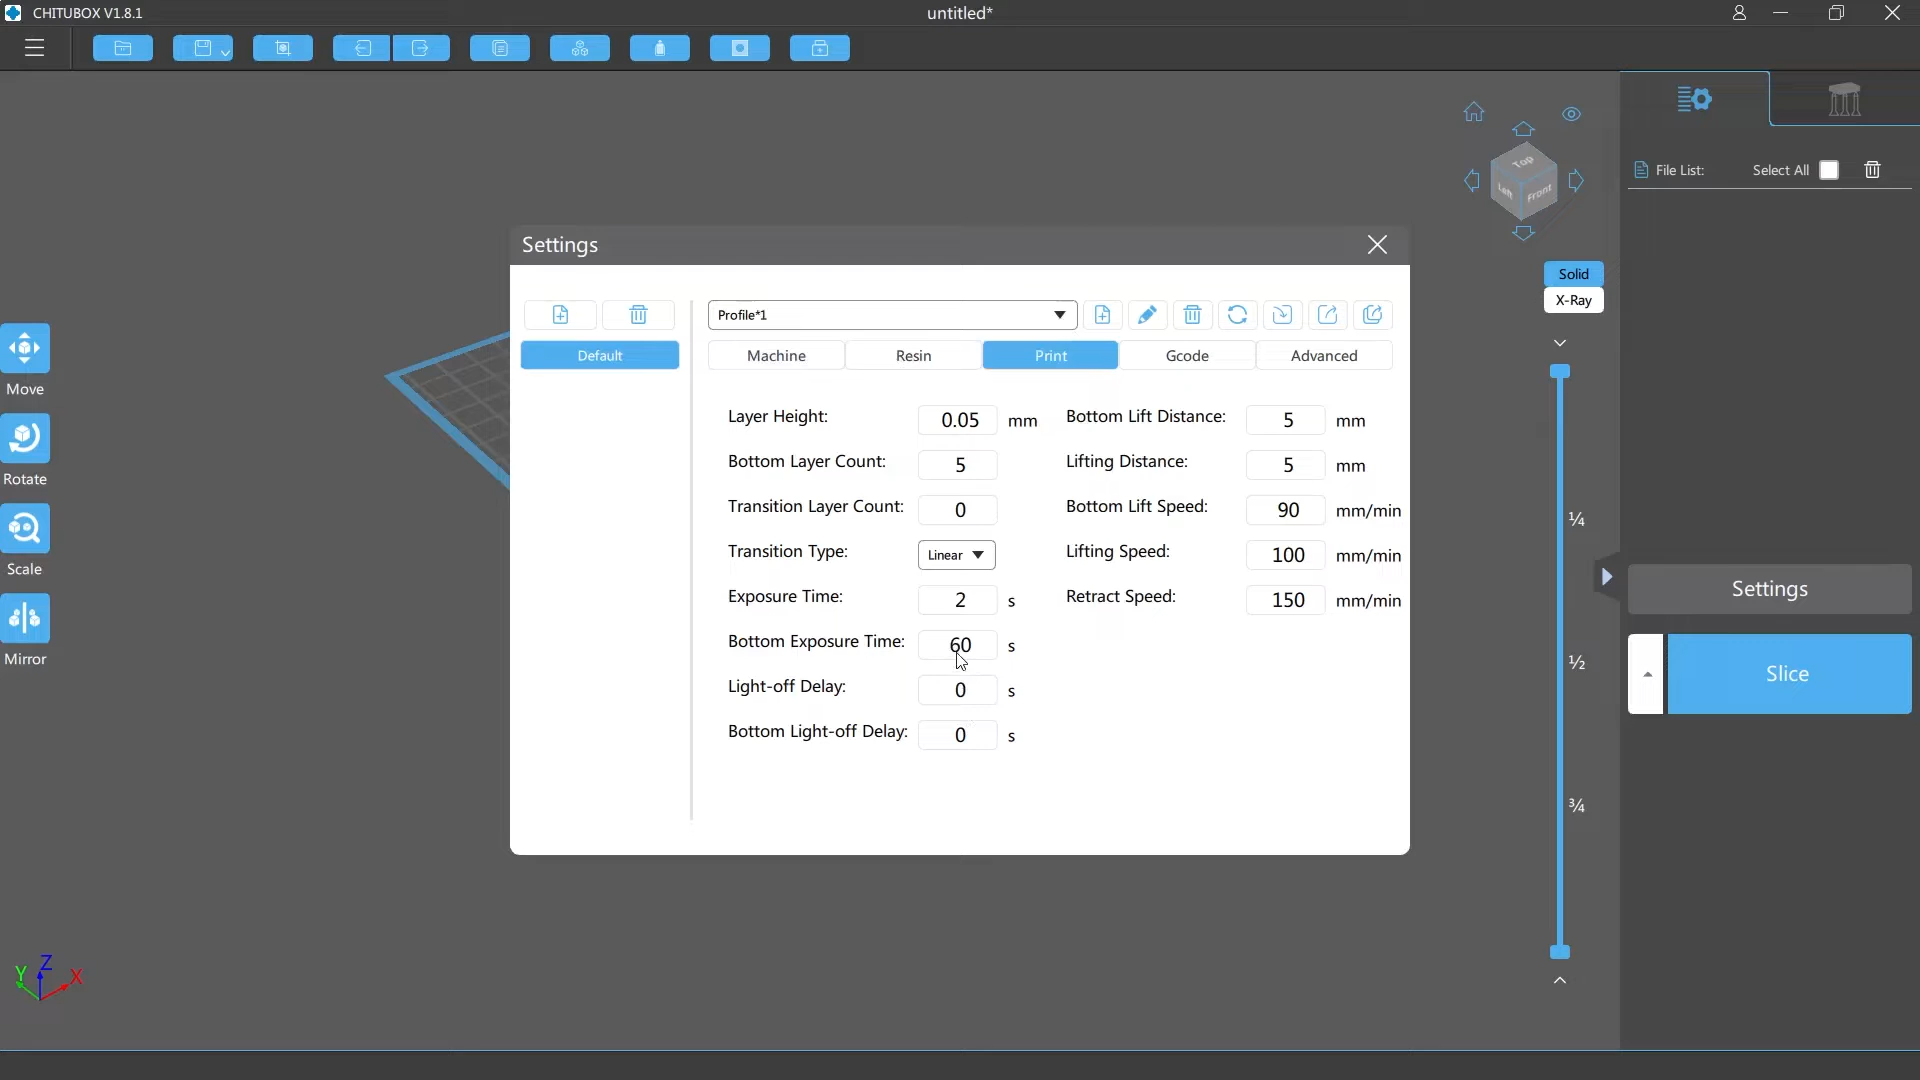 CHITUBOX V1.8.1
untitled*
Top
Left
Front
File List:
Select All
Solid
X-Ray
Settings
Profile*1
Default
Machine
Resin
Print
Gcode
Advanced
Layer Height: 0.05 mm
Bottom Lift Distance: 5 mm
Bottom Layer Count: 5
Lifting Distance: 5 mm
Transition Layer Count: 0
Bottom Lift Speed: 90 mm/min
Transition Type: Linear
Lifting Speed: 100 mm/min
Exposure Time: 2 s
Retract Speed: 150 mm/min
Bottom Exposure Time: 60 s
Light-off Delay: 0 s
Bottom Light-off Delay: 0 s
Move
Rotate
Scale
Mirror
¼
½
¾
Settings
Slice
Z
Y
X